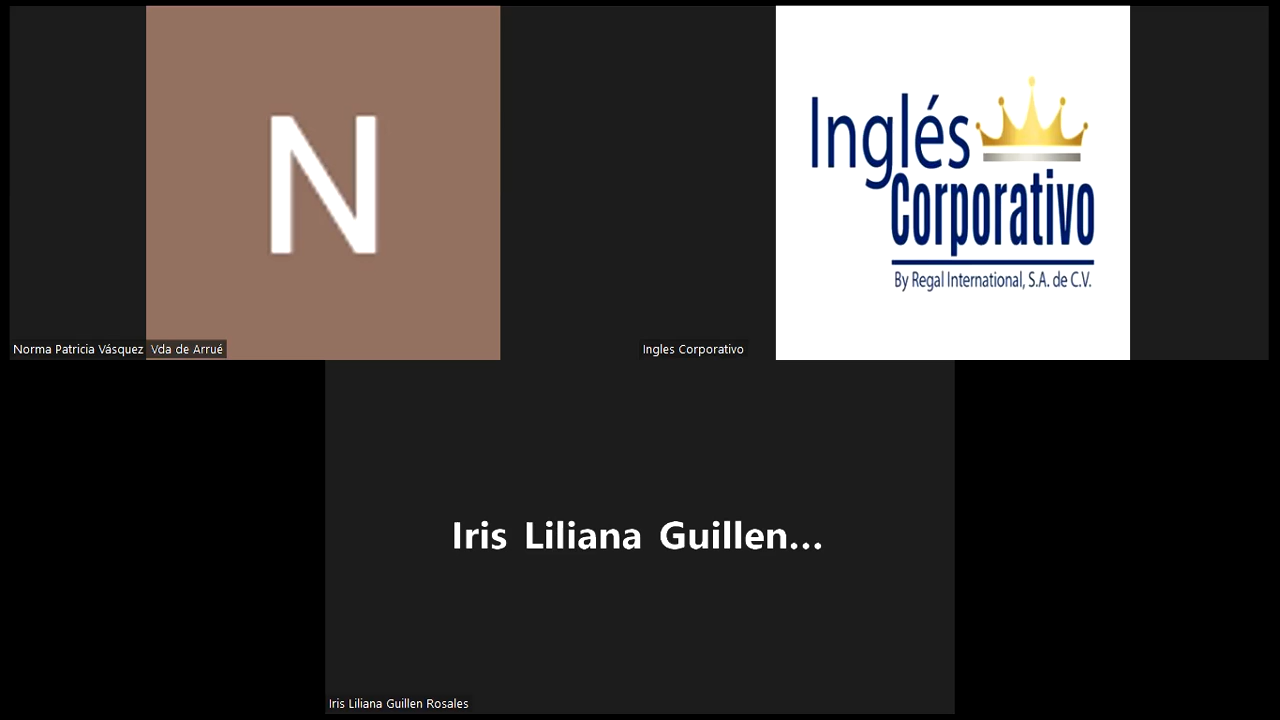 N
Norma Patricia Vásquez Vda de Arrué
Inglés
Corporativo
By Regal International, S.A. de C.V.
Ingles Corporativo
Iris Liliana Guillen...
Iris Liliana Guillen Rosales